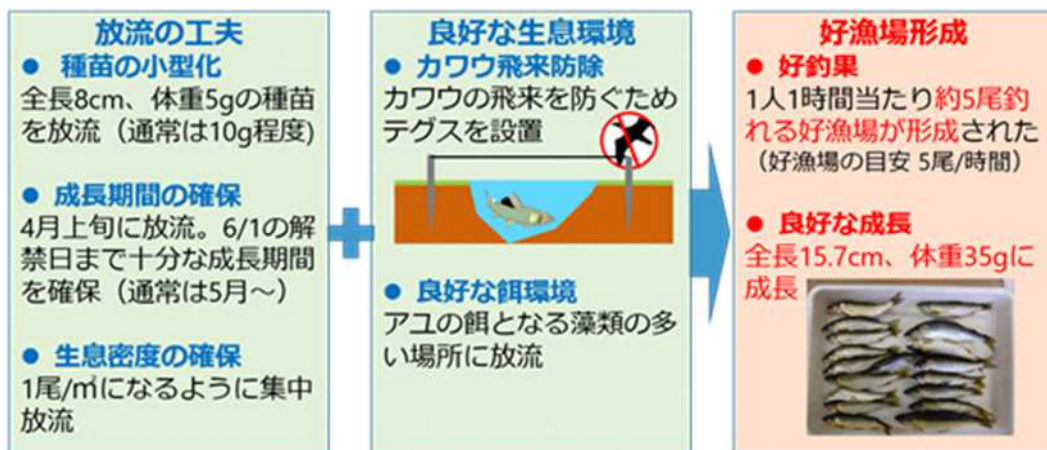 放流の工夫
● 種苗の小型化
全長8cm、体重5gの種苗
を放流（通常は10g程度)
● 成長期間の確保
4月上旬に放流。6/1の解
禁日まで十分な成長期間
を確保（通常は5月～）
● 生息密度の確保
1尾/㎡になるように集中
放流
良好な生息環境
● カワウ飛来防除
カワウの飛来を防ぐため
テグスを設置
● 良好な餌環境
アユの餌となる藻類の多
い場所に放流
好漁場形成
● 好釣果
1人1時間当たり約5尾釣
れる好漁場が形成された
（好漁場の目安 5尾/時間）
● 良好な成長
全長15.7cm、体重35gに
成長